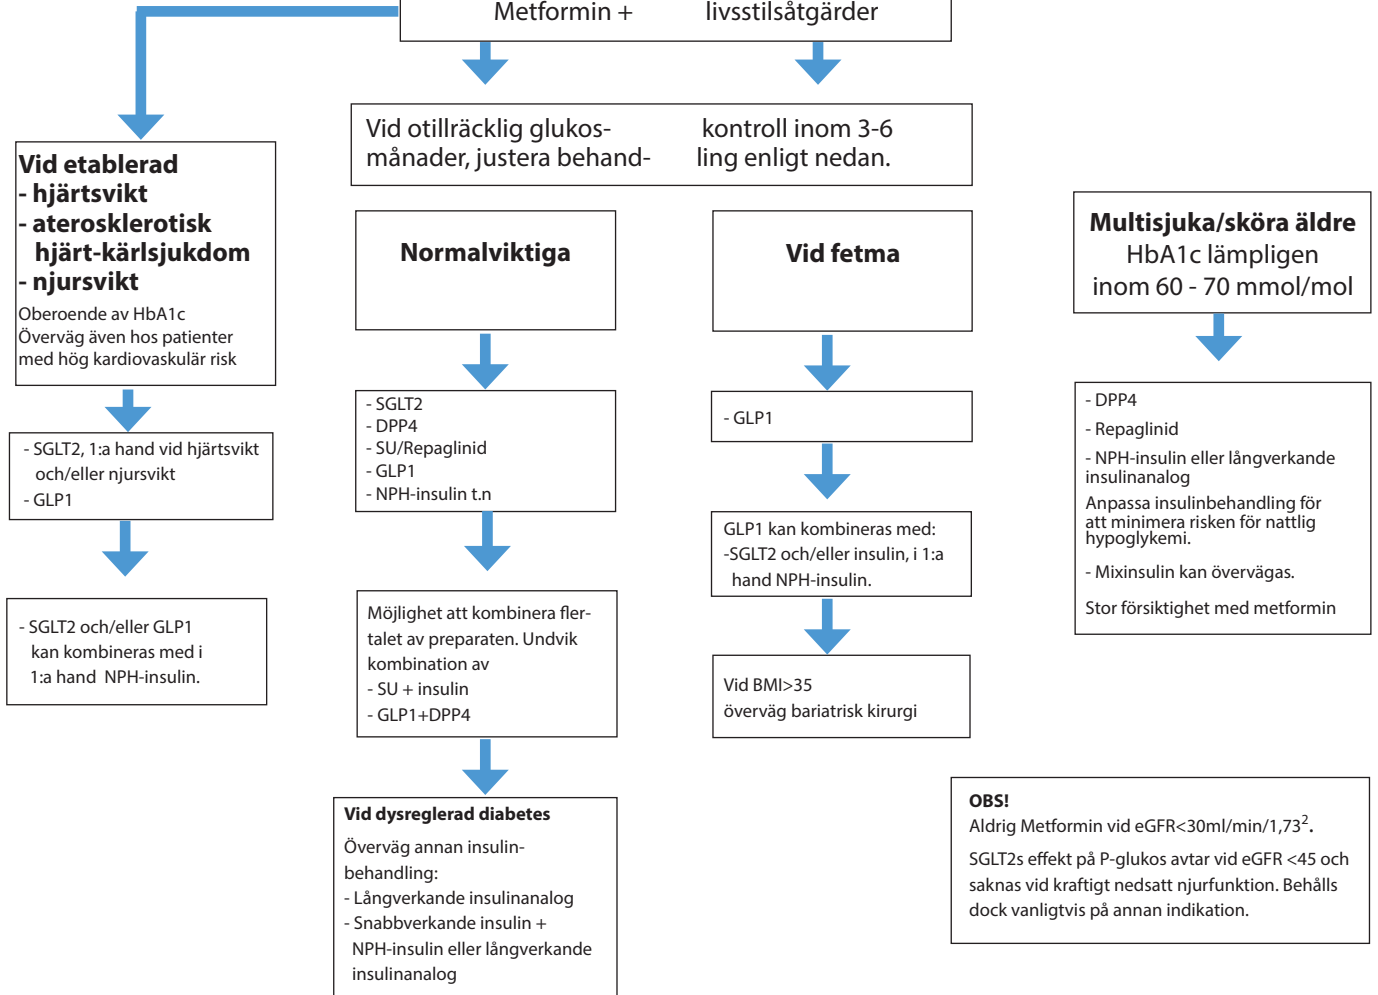 Metformin + livsstilsåtgärder
Vid otillräcklig glukos- kontroll inom 3-6
månader, justera behand- ling enligt nedan.
Vid etablerad
- hjärtsvikt
- aterosklerotisk
hjärt-kärlsjukdom
- njursvikt
Oberoende av HbA1c
Överväg även hos patienter
med hög kardiovaskulär risk
- SGLT2, 1:a hand vid hjärtsvikt
och/eller njursvikt
- GLP1
- SGLT2 och/eller GLP1
kan kombineras med i
1:a hand NPH-insulin.
Normalviktiga
- SGLT2
- DPP4
- SU/Repaglinid
- GLP1
- NPH-insulin t.n
Möjlighet att kombinera fler-
talet av preparaten. Undvik
kombination av
- SU + insulin
- GLP1+DPP4
Vid dysreglerad diabetes
Överväg annan insulin-
behandling:
- Långverkande insulinanalog
- Snabbverkande insulin +
NPH-insulin eller långverkande
insulinanalog
Vid fetma
- GLP1
GLP1 kan kombineras med:
-SGLT2 och/eller insulin, i 1:a
hand NPH-insulin.
Vid BMI>35
överväg bariatrisk kirurgi
Multisjuka/sköra äldre
HbA1c lämpligen
inom 60 - 70 mmol/mol
- DPP4
- Repaglinid
- NPH-insulin eller långverkande
insulinanalog
Anpassa insulinbehandling för
att minimera risken för nattlig
hypoglykemi.
- Mixinsulin kan övervägas.
Stor försiktighet med metformin
OBS!
Aldrig Metformin vid eGFR<30ml/min/1,73².
SGLT2s effekt på P-glukos avtar vid eGFR <45 och
saknas vid kraftigt nedsatt njurfunktion. Behålls
dock vanligtvis på annan indikation.